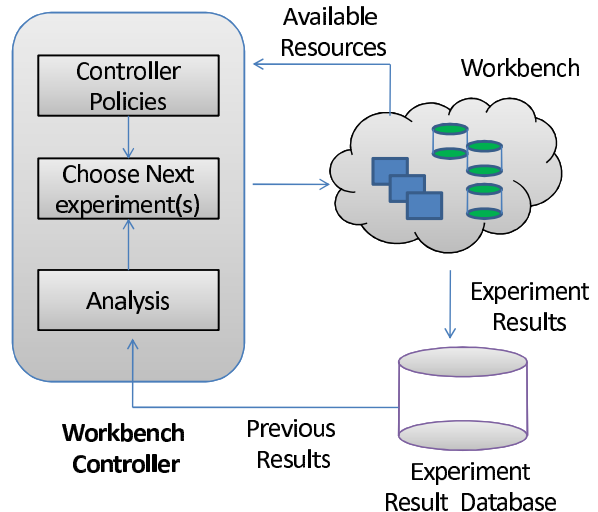 Available
Resources
Workbench
Controller
Policies
Choose Next
experiment(s)
Analysis
Experiment
Results
Workbench
Controller
Previous
Results
Experiment
Result Database